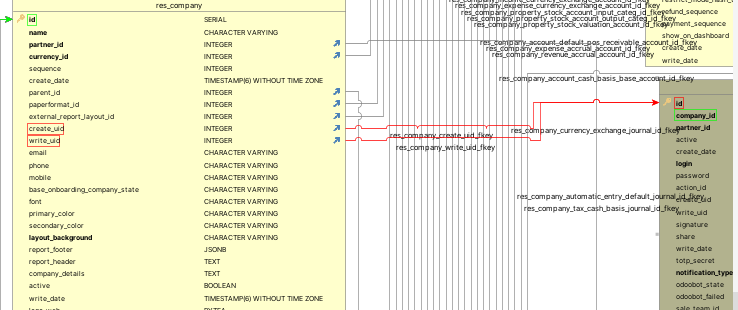 res_company
id SERIAL
name CHARACTER VARYING
partner_id INTEGER
currency_id INTEGER
sequence INTEGER
create_date TIMESTAMP(6) WITHOUT TIME ZONE
parent_id INTEGER
paperformat_id INTEGER
external_report_layout_id INTEGER
create_uid INTEGER
write_uid INTEGER
email CHARACTER VARYING
phone CHARACTER VARYING
mobile CHARACTER VARYING
base_onboarding_company_state CHARACTER VARYING
font CHARACTER VARYING
primary_color CHARACTER VARYING
secondary_color CHARACTER VARYING
layout_background CHARACTER VARYING
report_footer JSONB
report_header TEXT
company_details TEXT
active BOOLEAN
write_date TIMESTAMP(6) WITHOUT TIME ZONE
res_company_expense_currency_exchange_account_id_fkey
res_company_property_stock_account_input_categ_id_fkey
res_company_property_stock_account_output_categ_id_fkey
res_company_property_stock_valuation_account_id_fkey
res_company_account_default_pos_receivable_account_id_fkey
res_company_expense_accrual_account_id_fkey
res_company_revenue_accrual_account_id_fkey
res_company_account_cash_basis_base_account_id_fkey
res_company_create_uid_fkey
res_company_currency_exchange_journal_id_fkey
res_company_write_uid_fkey
res_company_automatic_entry_default_journal_id_fkey
res_company_tax_cash_basis_journal_id_fkey
refund_sequence
payment_sequence
show_on_dashboard
create_date
write_date
id
company_id
partner_id
active
create_date
login
password
action_id
create_uid
write_uid
signature
share
write_date
totp_secret
notification_type
odoobot_state
odoobot_failed
sale_team_id